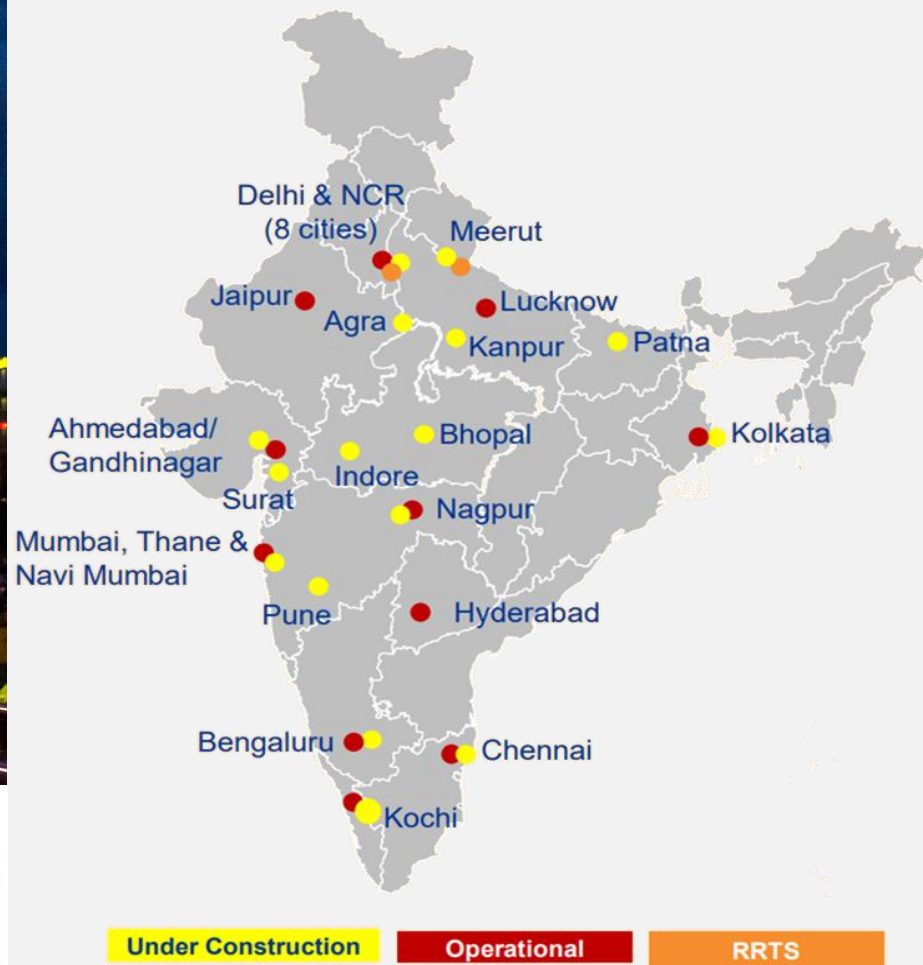 Delhi & NCR
(8 cities)
Meerut
Jaipur
Lucknow
Agra
Kanpur
Patna
Ahmedabad/
Gandhinagar
Bhopal
Kolkata
Indore
Surat
Nagpur
Mumbai, Thane &
Navi Mumbai
Pune
Hyderabad
Bengaluru
Chennai
Kochi
Under Construction
Operational
RRTS